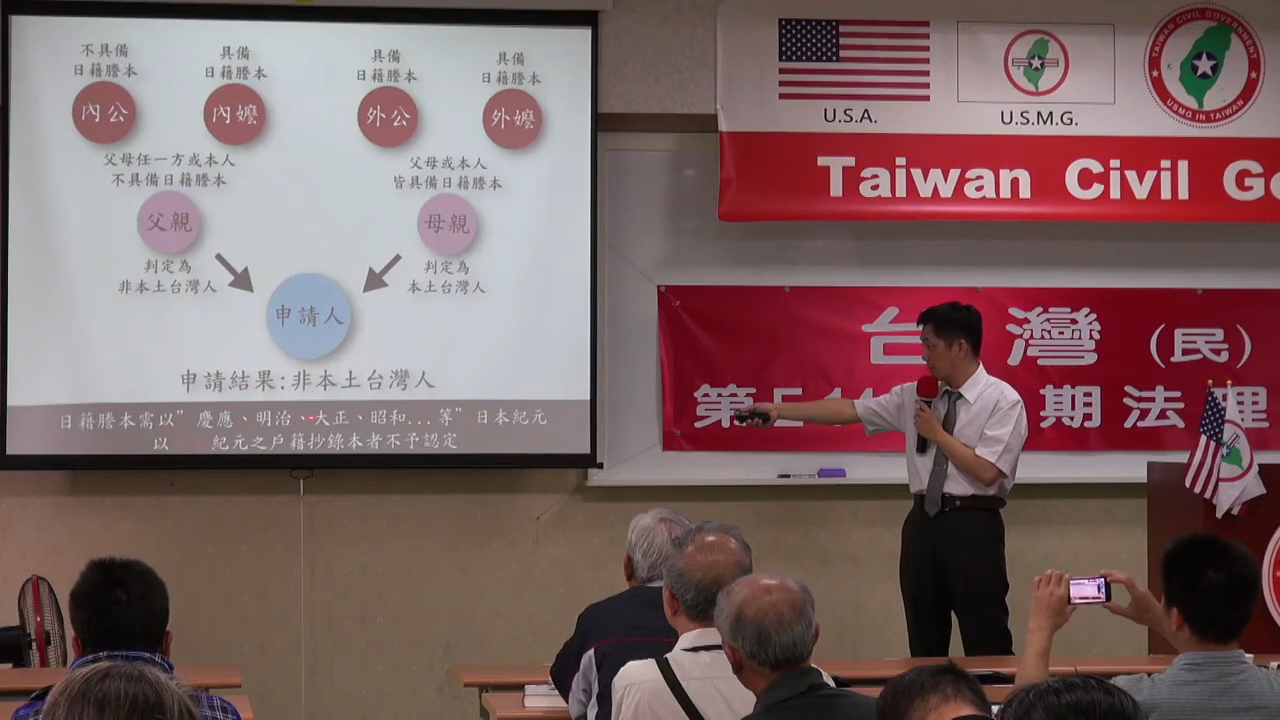 不具備
日籍謄本
具備
日籍謄本
具備
日籍謄本
具備
日籍謄本
內公
內嬤
外公
外嬤
父母任一方或本人
不具備日籍謄本
父母或本人
皆具備日籍謄本
父親
母親
判定為
非本土台灣人
判定為
本土台灣人
申請人
申請結果:非本土台灣人
日籍謄本需以”慶應、明治、大正、昭和...等”日本紀元
以 紀元之戶籍抄錄本者不予認定
U.S.A.
U.S.M.G.
TAIWAN CIVIL GOVERNMENT
USMG IN TAIWAN
Taiwan Civil Go
台灣(民)
第 期法理